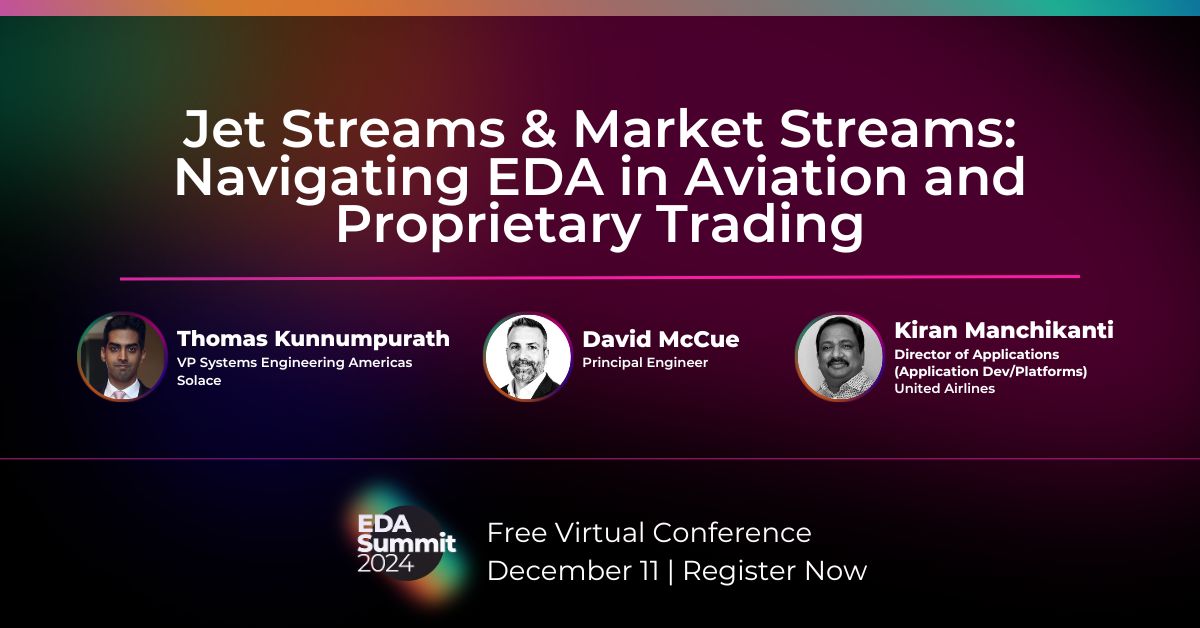 Jet Streams & Market Streams:
Navigating EDA in Aviation and
Proprietary Trading
Thomas Kunnumpurath
VP Systems Engineering Americas
Solace
David McCue
Principal Engineer
Kiran Manchikanti
Director of Applications
(Application Dev/Platforms)
United Airlines
EDA
Summit
2024
Free Virtual Conference
December 11 | Register Now